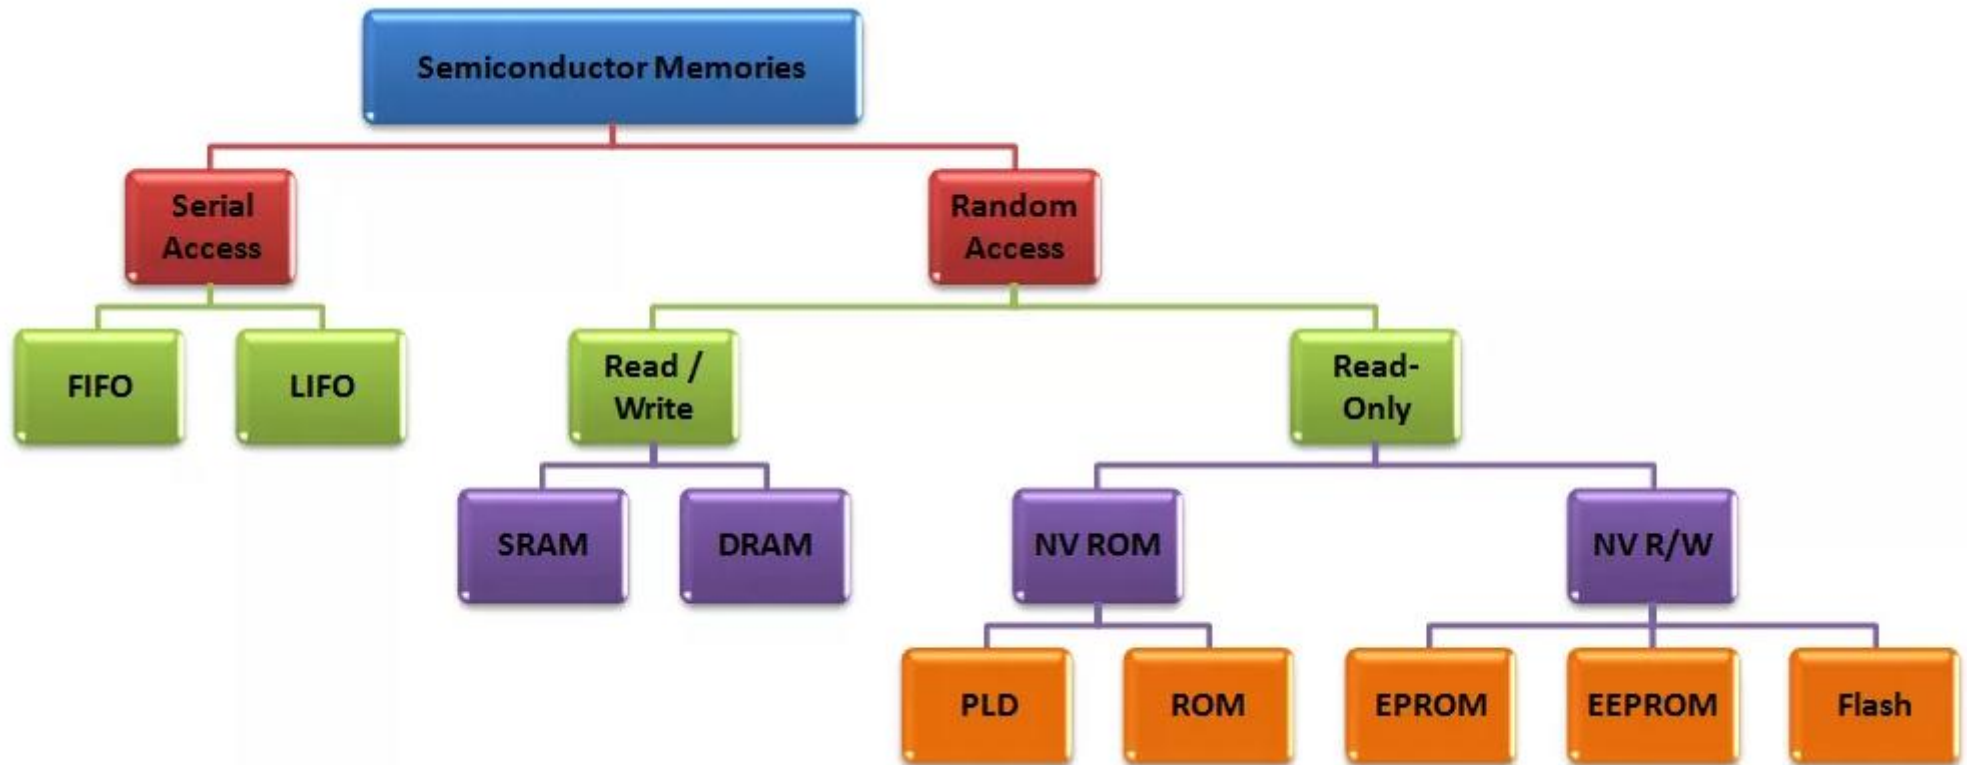 Semiconductor Memories
Serial
Access
Random
Access
FIFO
LIFO
Read /
Write
Read-
Only
SRAM
DRAM
NV ROM
NV R/W
PLD
ROM
EPROM
EEPROM
Flash